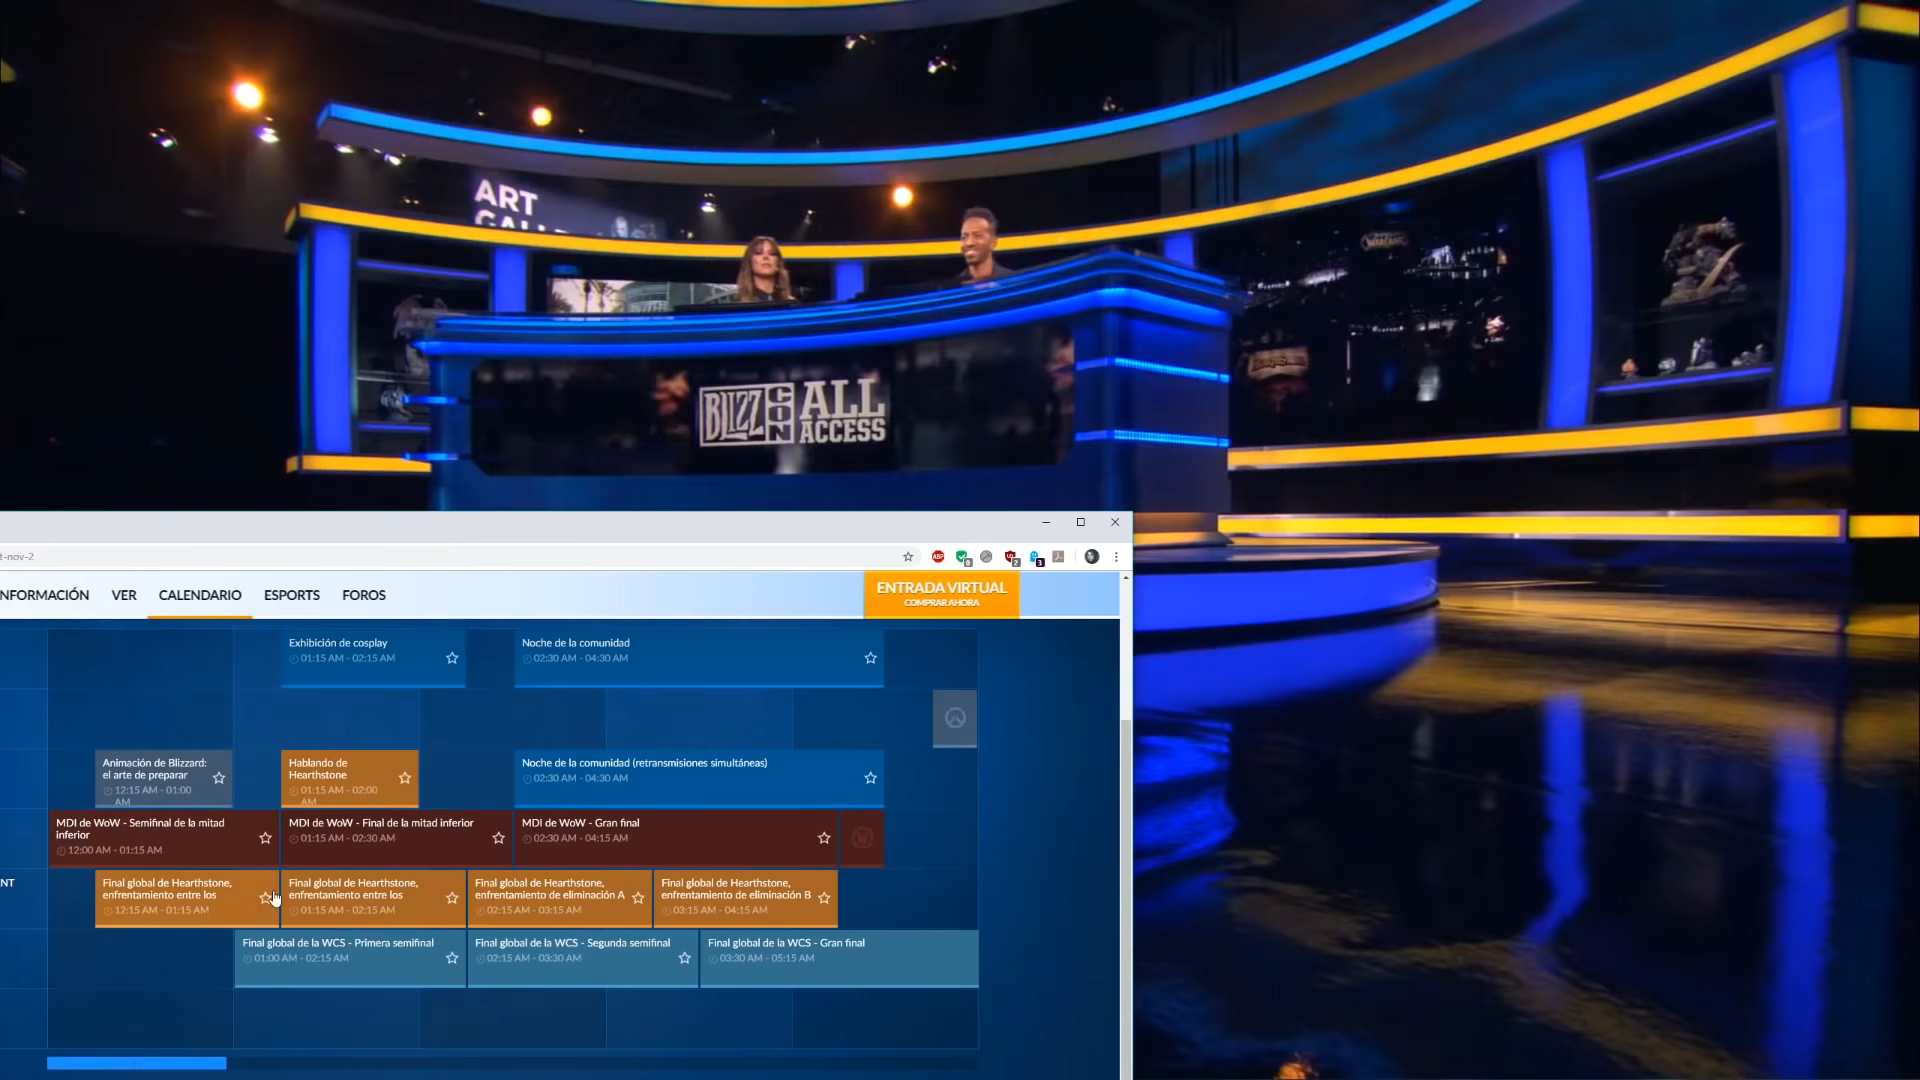 ART
BLIZZ
CON
ALL
ACCESS
t-nov-2
NFORMACIÓN
VER
CALENDARIO
ESPORTS
FOROS
ENTRADA VIRTUAL
COMPRAR AHORA
Exhibición de cosplay
01:15 AM - 02:15 AM
Noche de la comunidad
02:30 AM - 04:30 AM
Animación de Blizzard:
el arte de preparar
12:15 AM - 01:00
AM
Hablando de
Hearthstone
01:15 AM - 02:00
AM
Noche de la comunidad (retransmisiones simultáneas)
02:30 AM - 04:30 AM
MDI de WoW - Semifinal de la mitad
inferior
12:00 AM - 01:15 AM
MDI de WoW - Final de la mitad inferior
01:15 AM - 02:30 AM
MDI de WoW - Gran final
02:30 AM - 04:15 AM
NT
Final global de Hearthstone,
enfrentamiento entre los
12:15 AM - 01:15 AM
Final global de Hearthstone,
enfrentamiento entre los
01:15 AM - 02:15 AM
Final global de Hearthstone,
enfrentamiento de eliminación A
02:15 AM - 03:15 AM
Final global de Hearthstone,
enfrentamiento de eliminación B
03:15 AM - 04:15 AM
Final global de la WCS - Primera semifinal
01:00 AM - 02:15 AM
Final global de la WCS - Segunda semifinal
02:15 AM - 03:30 AM
Final global de la WCS - Gran final
03:30 AM - 05:15 AM